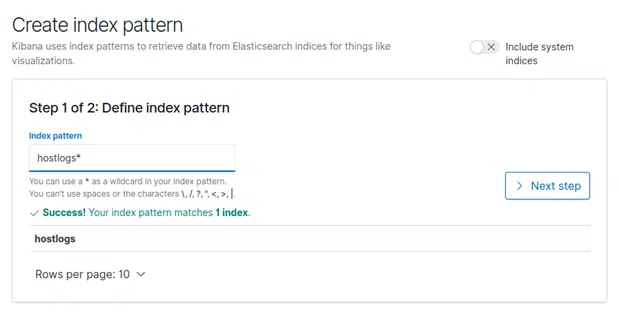 Create index pattern
Kibana uses index patterns to retrieve data from Elasticsearch indices for things like
visualizations.
Include system
indices
Step 1 of 2: Define index pattern
Index pattern
hostlogs*
You can use a * as a wildcard in your index pattern.
You can't use spaces or the characters \, /, ?, ", <, >, |.
Next step
Success! Your index pattern matches 1 index.
hostlogs
Rows per page: 10